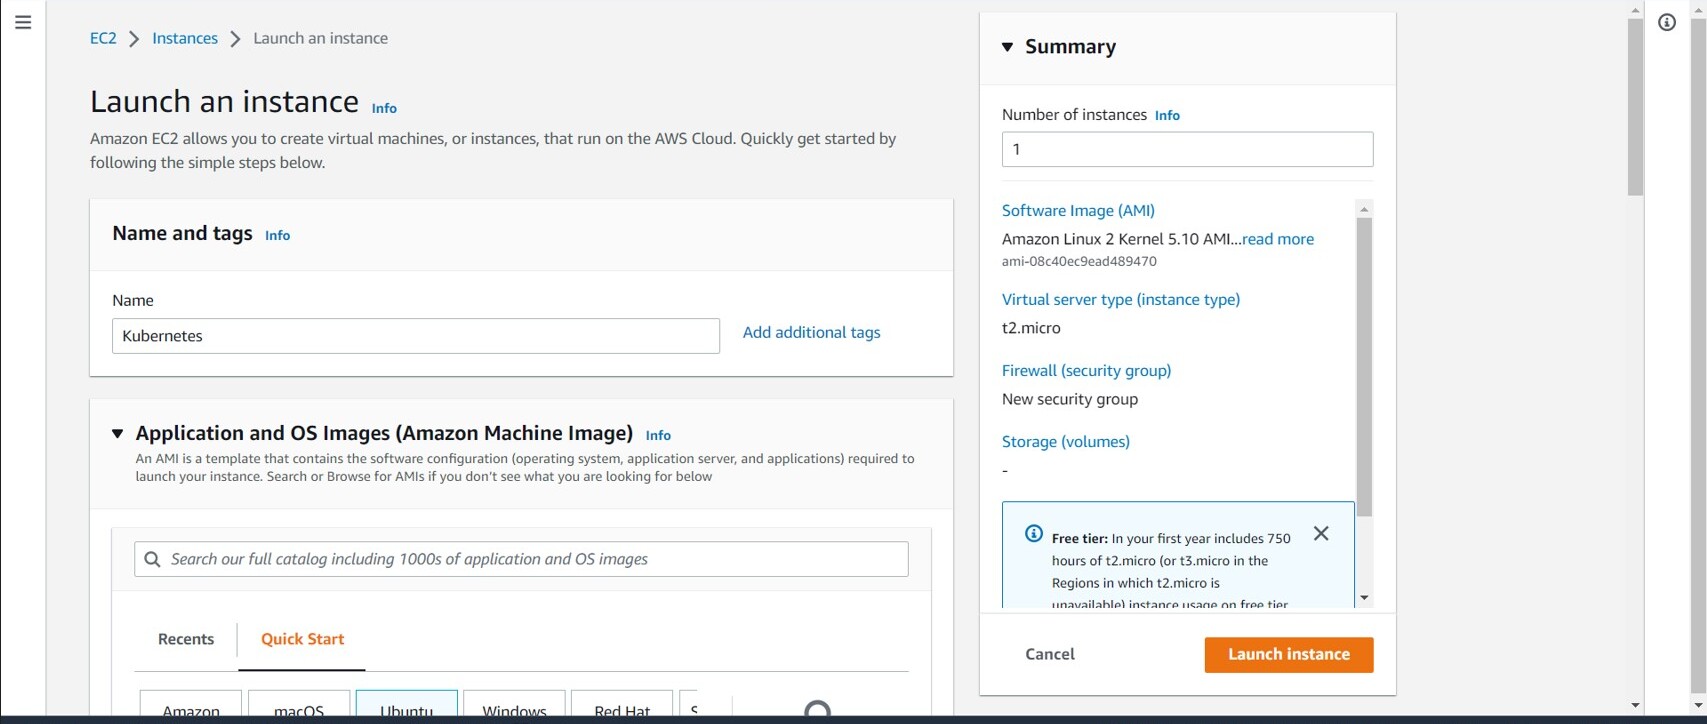 EC2 > Instances > Launch an instance
Launch an instance Info
Amazon EC2 allows you to create virtual machines, or instances, that run on the AWS Cloud. Quickly get started by
following the simple steps below.
Name and tags Info
Name
Kubernetes
Add additional tags
Application and OS Images (Amazon Machine Image) Info
An AMI is a template that contains the software configuration (operating system, application server, and applications) required to
launch your instance. Search or Browse for AMIs if you don't see what you are looking for below
Search our full catalog including 1000s of application and OS images
Recents
Quick Start
Amazon
macOS
Ubuntu
Windows
Red Hat
S
Summary
Number of instances Info
1
Software Image (AMI)
Amazon Linux 2 Kernel 5.10 AMI...read more
ami-08c40ec9ead489470
Virtual server type (instance type)
t2.micro
Firewall (security group)
New security group
Storage (volumes)
-
Free tier: In your first year includes 750
hours of t2.micro (or t3.micro in the
Regions in which t2.micro is
unavailable) instance usage on free tier
Cancel
Launch instance